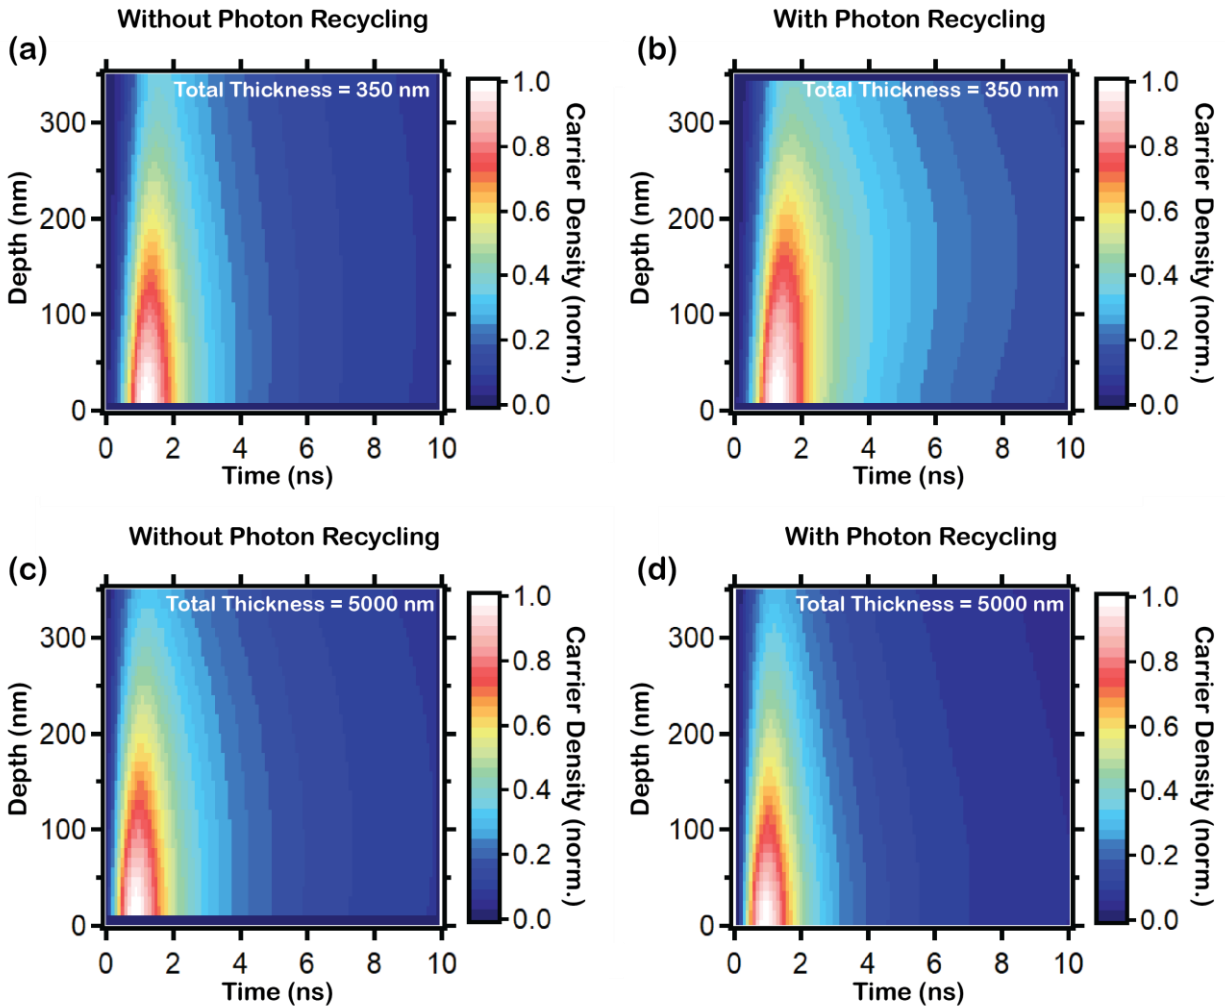 Without Photon Recycling
With Photon Recycling
(a)
(b)
Total Thickness = 350 nm
Total Thickness = 350 nm
Depth (nm)
300
200
100
0
0 2 4 6 8 10
Time (ns)
1.0
0.8
0.6
0.4
0.2
0.0
Carrier Density (norm.)
Depth (nm)
300
200
100
0
0 2 4 6 8 10
Time (ns)
1.0
0.8
0.6
0.4
0.2
0.0
Carrier Density (norm.)
Without Photon Recycling
With Photon Recycling
(c)
(d)
Total Thickness = 5000 nm
Total Thickness = 5000 nm
Depth (nm)
300
200
100
0
0 2 4 6 8 10
Time (ns)
1.0
0.8
0.6
0.4
0.2
0.0
Carrier Density (norm.)
Depth (nm)
300
200
100
0
0 2 4 6 8 10
Time (ns)
1.0
0.8
0.6
0.4
0.2
0.0
Carrier Density (norm.)